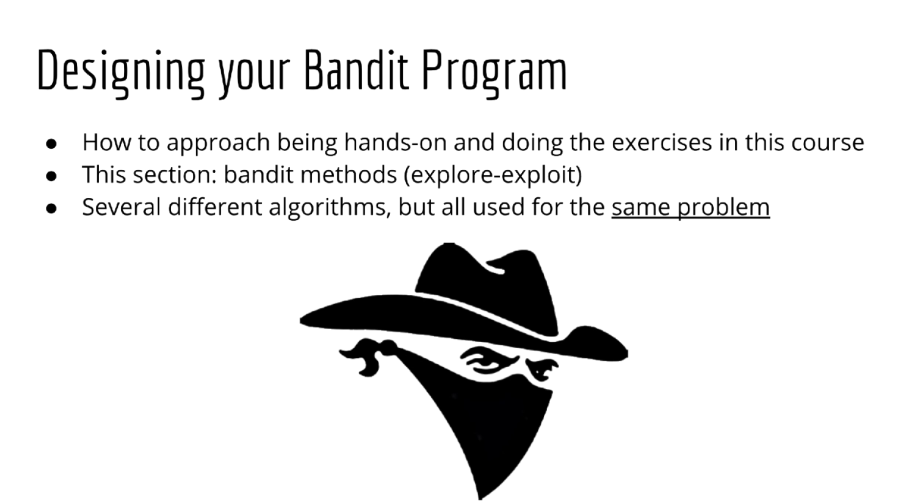 Designing your Bandit Program
● How to approach being hands-on and doing the exercises in this course
● This section: bandit methods (explore-exploit)
● Several different algorithms, but all used for the same problem